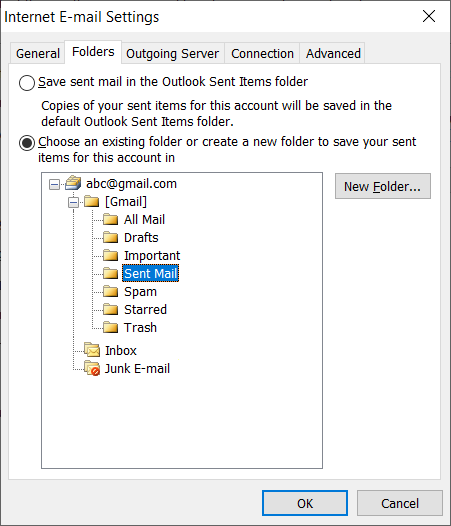 Internet E-mail Settings
General Folders Outgoing Server Connection Advanced
Save sent mail in the Outlook Sent Items folder
Copies of your sent items for this account will be saved in the
default Outlook Sent Items folder.
Choose an existing folder or create a new folder to save your sent
items for this account in
abc@gmail.com
New Folder...
[Gmail]
All Mail
Drafts
Important
Sent Mail
Spam
Starred
Trash
Inbox
Junk E-mail
OK Cancel